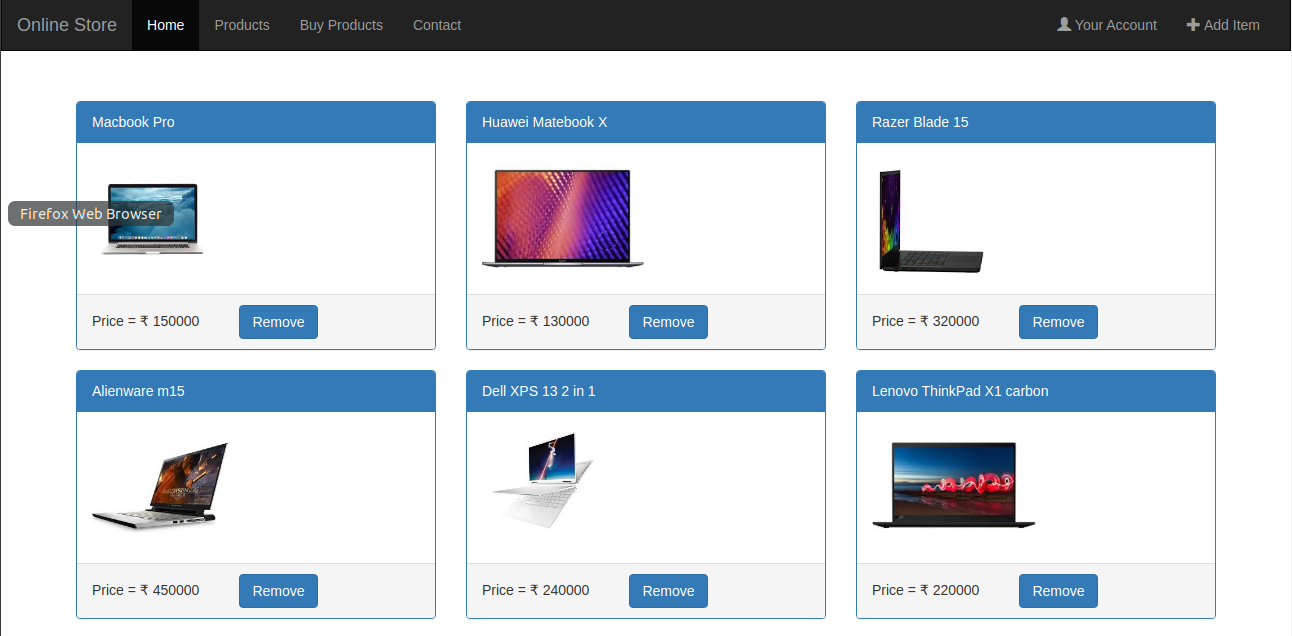 Online Store Home Products Buy Products Contact Your Account Add Item
Macbook Pro
Huawei Matebook X
Razer Blade 15
Firefox Web Browser
Price = ₹ 150000 Remove
Price = ₹ 130000 Remove
Price = ₹ 320000 Remove
Alienware m15
Dell XPS 13 2 in 1
Lenovo ThinkPad X1 carbon
Price = ₹ 450000 Remove
Price = ₹ 240000 Remove
Price = ₹ 220000 Remove